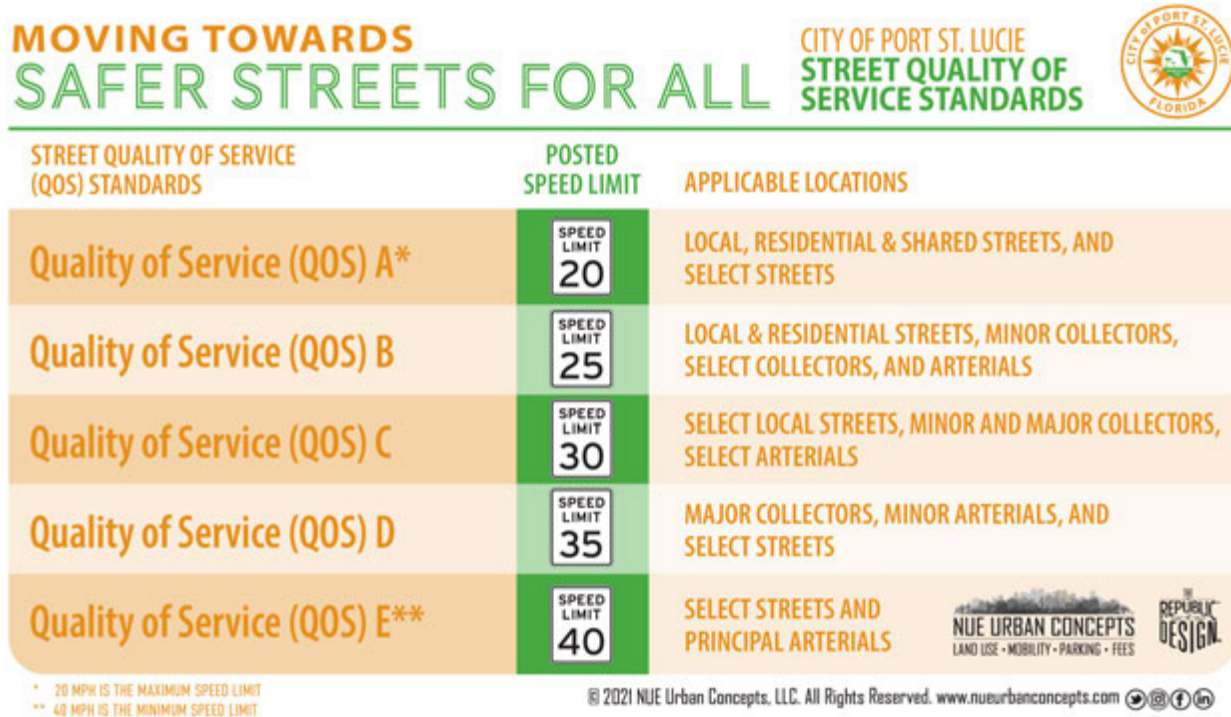 MOVING TOWARDS
SAFER STREETS FOR ALL
CITY OF PORT ST. LUCIE
STREET QUALITY OF
SERVICE STANDARDS
CITY of PORT ST. LUCIE
FLORIDA
STREET QUALITY OF SERVICE
(QOS) STANDARDS
POSTED
SPEED LIMIT
APPLICABLE LOCATIONS
Quality of Service (QOS) A*
SPEED
LIMIT
20
LOCAL, RESIDENTIAL & SHARED STREETS, AND
SELECT STREETS
Quality of Service (QOS) B
SPEED
LIMIT
25
LOCAL & RESIDENTIAL STREETS, MINOR COLLECTORS,
SELECT COLLECTORS, AND ARTERIALS
Quality of Service (QOS) C
SPEED
LIMIT
30
SELECT LOCAL STREETS, MINOR AND MAJOR COLLECTORS,
SELECT ARTERIALS
Quality of Service (QOS) D
SPEED
LIMIT
35
MAJOR COLLECTORS, MINOR ARTERIALS, AND
SELECT STREETS
Quality of Service (QOS) E**
SPEED
LIMIT
40
SELECT STREETS AND
PRINCIPAL ARTERIALS
NUE URBAN CONCEPTS
LAND USE • MOBILITY • PARKING • FEES
THE
REPUBLIC
DESIGN
* 20 MPH IS THE MAXIMUM SPEED LIMIT
** 40 MPH IS THE MINIMUM SPEED LIMIT
© 2021 NUE Urban Concepts, LLC. All Rights Reserved. www.nueurbanconcepts.com